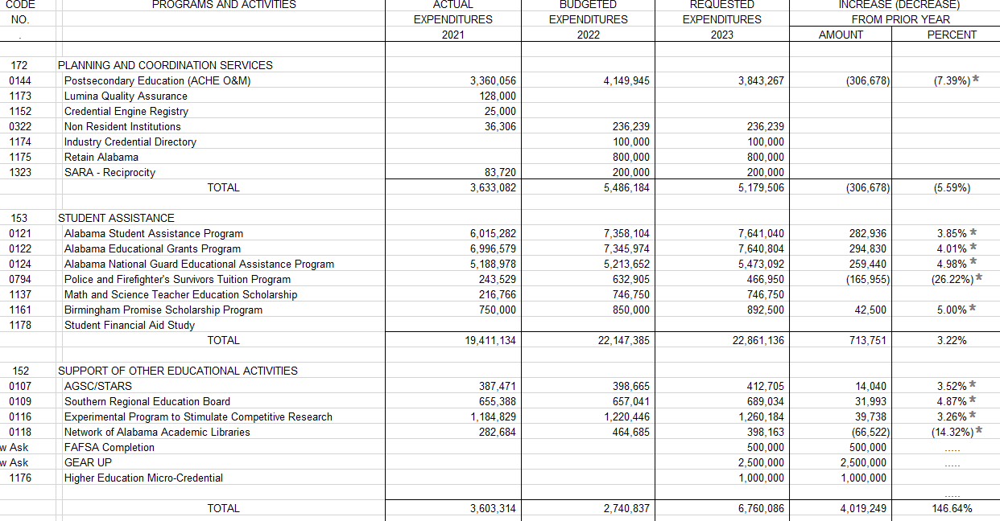 CODE PROGRAMS AND ACTIVITIES ACTUAL BUDGETED REQUESTED INCREASE (DECREASE)
NO. EXPENDITURES EXPENDITURES EXPENDITURES FROM PRIOR YEAR
. 2021 2022 2023 AMOUNT PERCENT
172 PLANNING AND COORDINATION SERVICES
0144 Postsecondary Education (ACHE O&M) 3,360,056 4,149,945 3,843,267 (306,678) (7.39%) *
1173 Lumina Quality Assurance 128,000
1152 Credential Engine Registry 25,000
0322 Non Resident Institutions 36,306 236,239 236,239
1174 Industry Credential Directory 100,000 100,000
1175 Retain Alabama 800,000 800,000
1323 SARA - Reciprocity 83,720 200,000 200,000
TOTAL 3,633,082 5,486,184 5,179,506 (306,678) (5.59%)
153 STUDENT ASSISTANCE
0121 Alabama Student Assistance Program 6,015,282 7,358,104 7,641,040 282,936 3.85% *
0122 Alabama Educational Grants Program 6,996,579 7,345,974 7,640,804 294,830 4.01% *
0124 Alabama National Guard Educational Assistance Program 5,188,978 5,213,652 5,473,092 259,440 4.98% *
0794 Police and Firefighter's Survivors Tuition Program 243,529 632,905 466,950 (165,955) (26.22%) *
1137 Math and Science Teacher Education Scholarship 216,766 746,750 746,750
1161 Birmingham Promise Scholarship Program 750,000 850,000 892,500 42,500 5.00% *
1178 Student Financial Aid Study
TOTAL 19,411,134 22,147,385 22,861,136 713,751 3.22%
152 SUPPORT OF OTHER EDUCATIONAL ACTIVITIES
0107 AGSC/STARS 387,471 398,665 412,705 14,040 3.52% *
0109 Southern Regional Education Board 655,388 657,041 689,034 31,993 4.87% *
0116 Experimental Program to Stimulate Competitive Research 1,184,829 1,220,446 1,260,184 39,738 3.26% *
0118 Network of Alabama Academic Libraries 282,684 464,685 398,163 (66,522) (14.32%) *
w Ask FAFSA Completion 500,000 500,000 .....
w Ask GEAR UP 2,500,000 2,500,000 .....
1176 Higher Education Micro-Credential 1,000,000 1,000,000
.....
TOTAL 3,603,314 2,740,837 6,760,086 4,019,249 146.64%